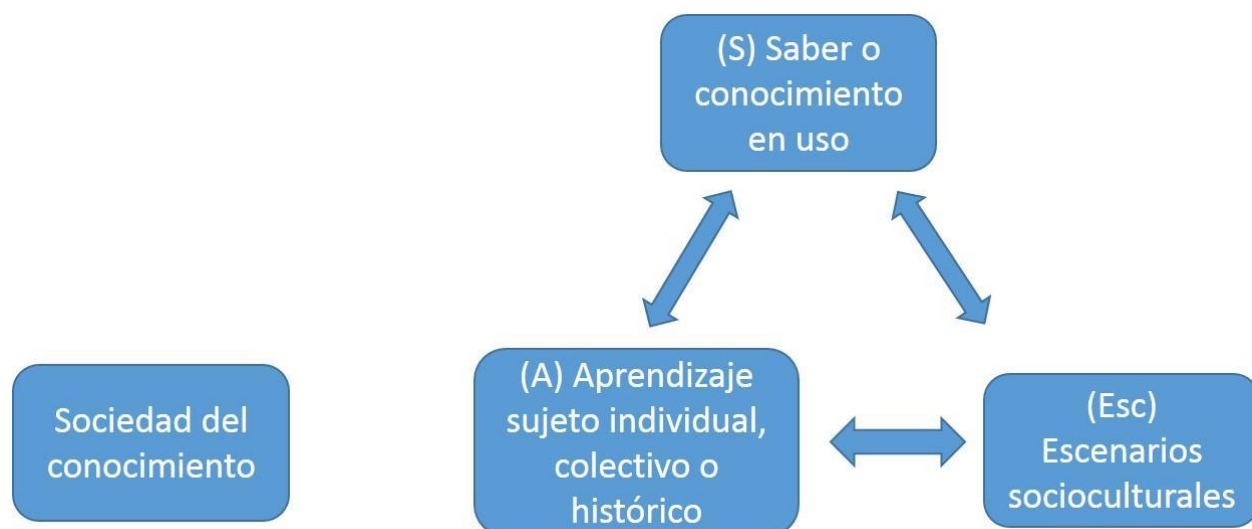 (S) Saber o
conocimiento
en uso
Sociedad del
conocimiento
(A) Aprendizaje
sujeto individual,
colectivo o
histórico
(Esc)
Escenarios
socioculturales